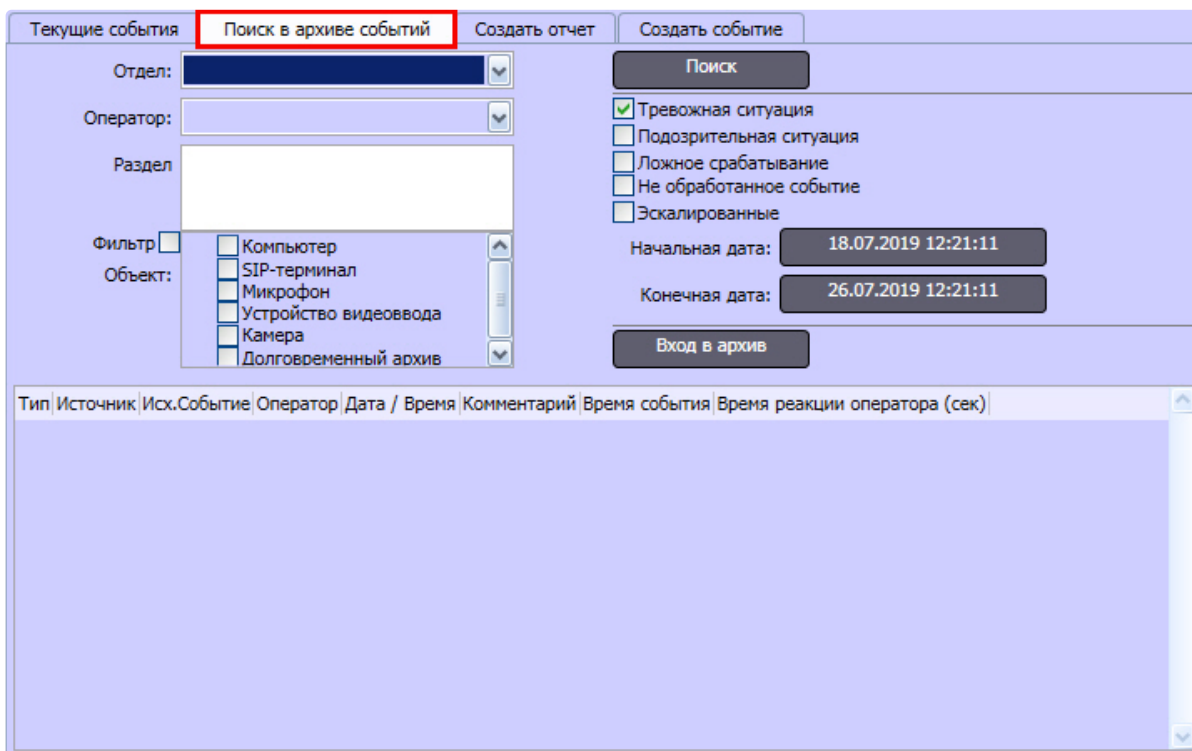 Текущие события Поиск в архиве событий Создать отчет Создать событие
Отдел:
Оператор:
Раздел
Фильтр
Объект:
Компьютер
SIP-терминал
Микрофон
Устройство видеоввода
Камера
Долговременный архив
Поиск
Тревожная ситуация
Подозрительная ситуация
Ложное срабатывание
Не обработанное событие
Эскалированные
Начальная дата: 18.07.2019 12:21:11
Конечная дата: 26.07.2019 12:21:11
Вход в архив
Тип Источник Исх.Событие Оператор Дата / Время Комментарий Время события Время реакции оператора (сек)